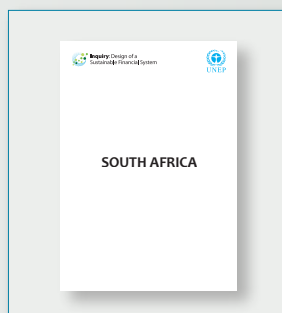 Inquiry: Design of a
Sustainable Financial System
UNEP
SOUTH AFRICA